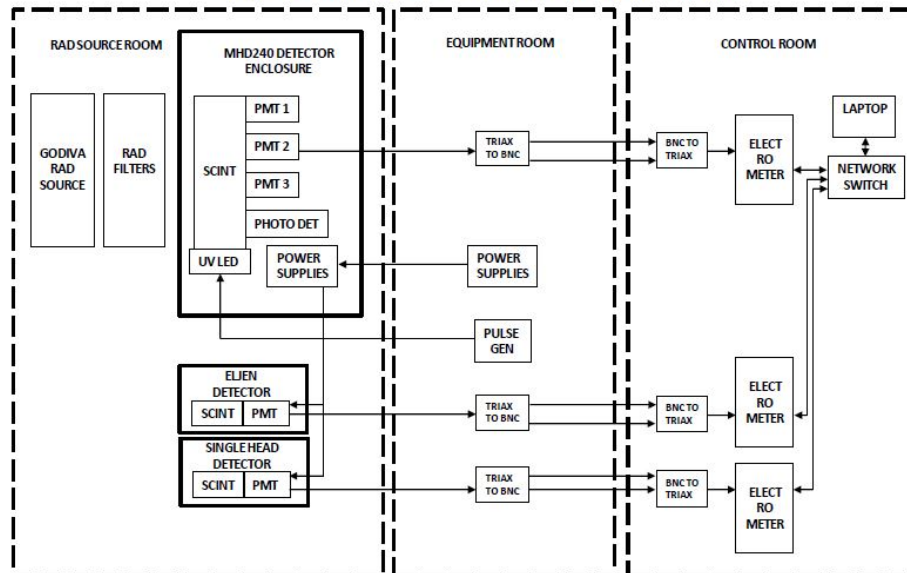 RAD SOURCE ROOM
MHD240 DETECTOR
ENCLOSURE
EQUIPMENT ROOM
CONTROL ROOM
GODIVA
RAD
SOURCE
RAD
FILTERS
SCINT
PMT 1
PMT 2
PMT 3
PHOTO DET
UV LED
POWER
SUPPLIES
TRIAX
TO BNC
BNC TO
TRIAX
ELECT
RO
METER
LAPTOP
NETWORK
SWITCH
POWER
SUPPLIES
PULSE
GEN
ELJEN
DETECTOR
SCINT
PMT
TRIAX
TO BNC
BNC TO
TRIAX
ELECT
RO
METER
SINGLE HEAD
DETECTOR
SCINT
PMT
TRIAX
TO BNC
BNC TO
TRIAX
ELECT
RO
METER